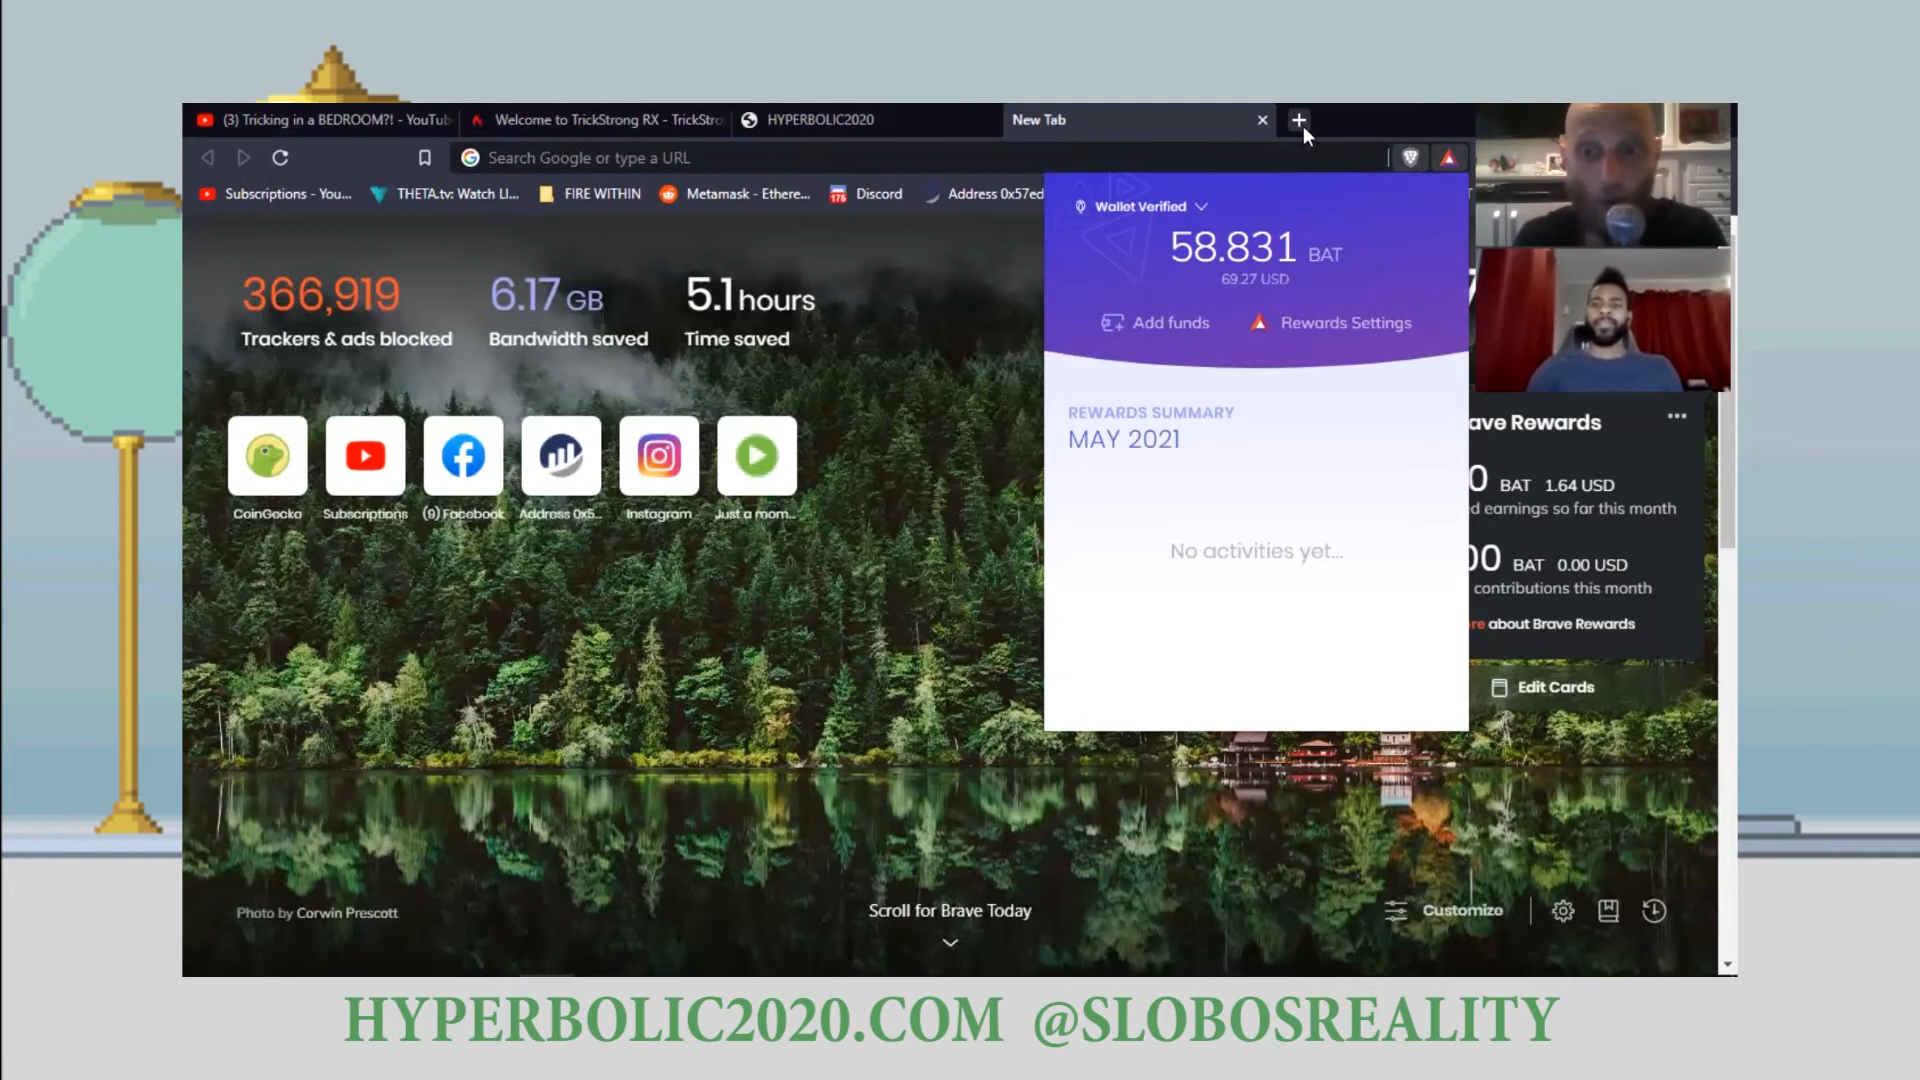 (3) Tricking in a BEDROOM?! - YouTub
Welcome to TrickStrong RX - TrickStro
HYPERBOLIC2020
New Tab
Search Google or type a URL
Subscriptions - You...
THETA.tv: Watch LI...
FIRE WITHIN
Metamask - Ethere...
175
Discord
Address 0x57ed
Wallet Verified
58.831 BAT
69.27 USD
Add funds
Rewards Settings
366,919
Trackers & ads blocked
6.17 GB
Bandwidth saved
5.1 hours
Time saved
REWARDS SUMMARY
MAY 2021
No activities yet...
CoinGecko
Subscriptions
(9) Facebook
Address 0x5...
Instagram
Just a mom...
ave Rewards
0 BAT 1.64 USD
d earnings so far this month
00 BAT 0.00 USD
contributions this month
re about Brave Rewards
Edit Cards
Photo by Corwin Prescott
Scroll for Brave Today
Customize
HYPERBOLIC2020.COM @SLOBOSREALITY